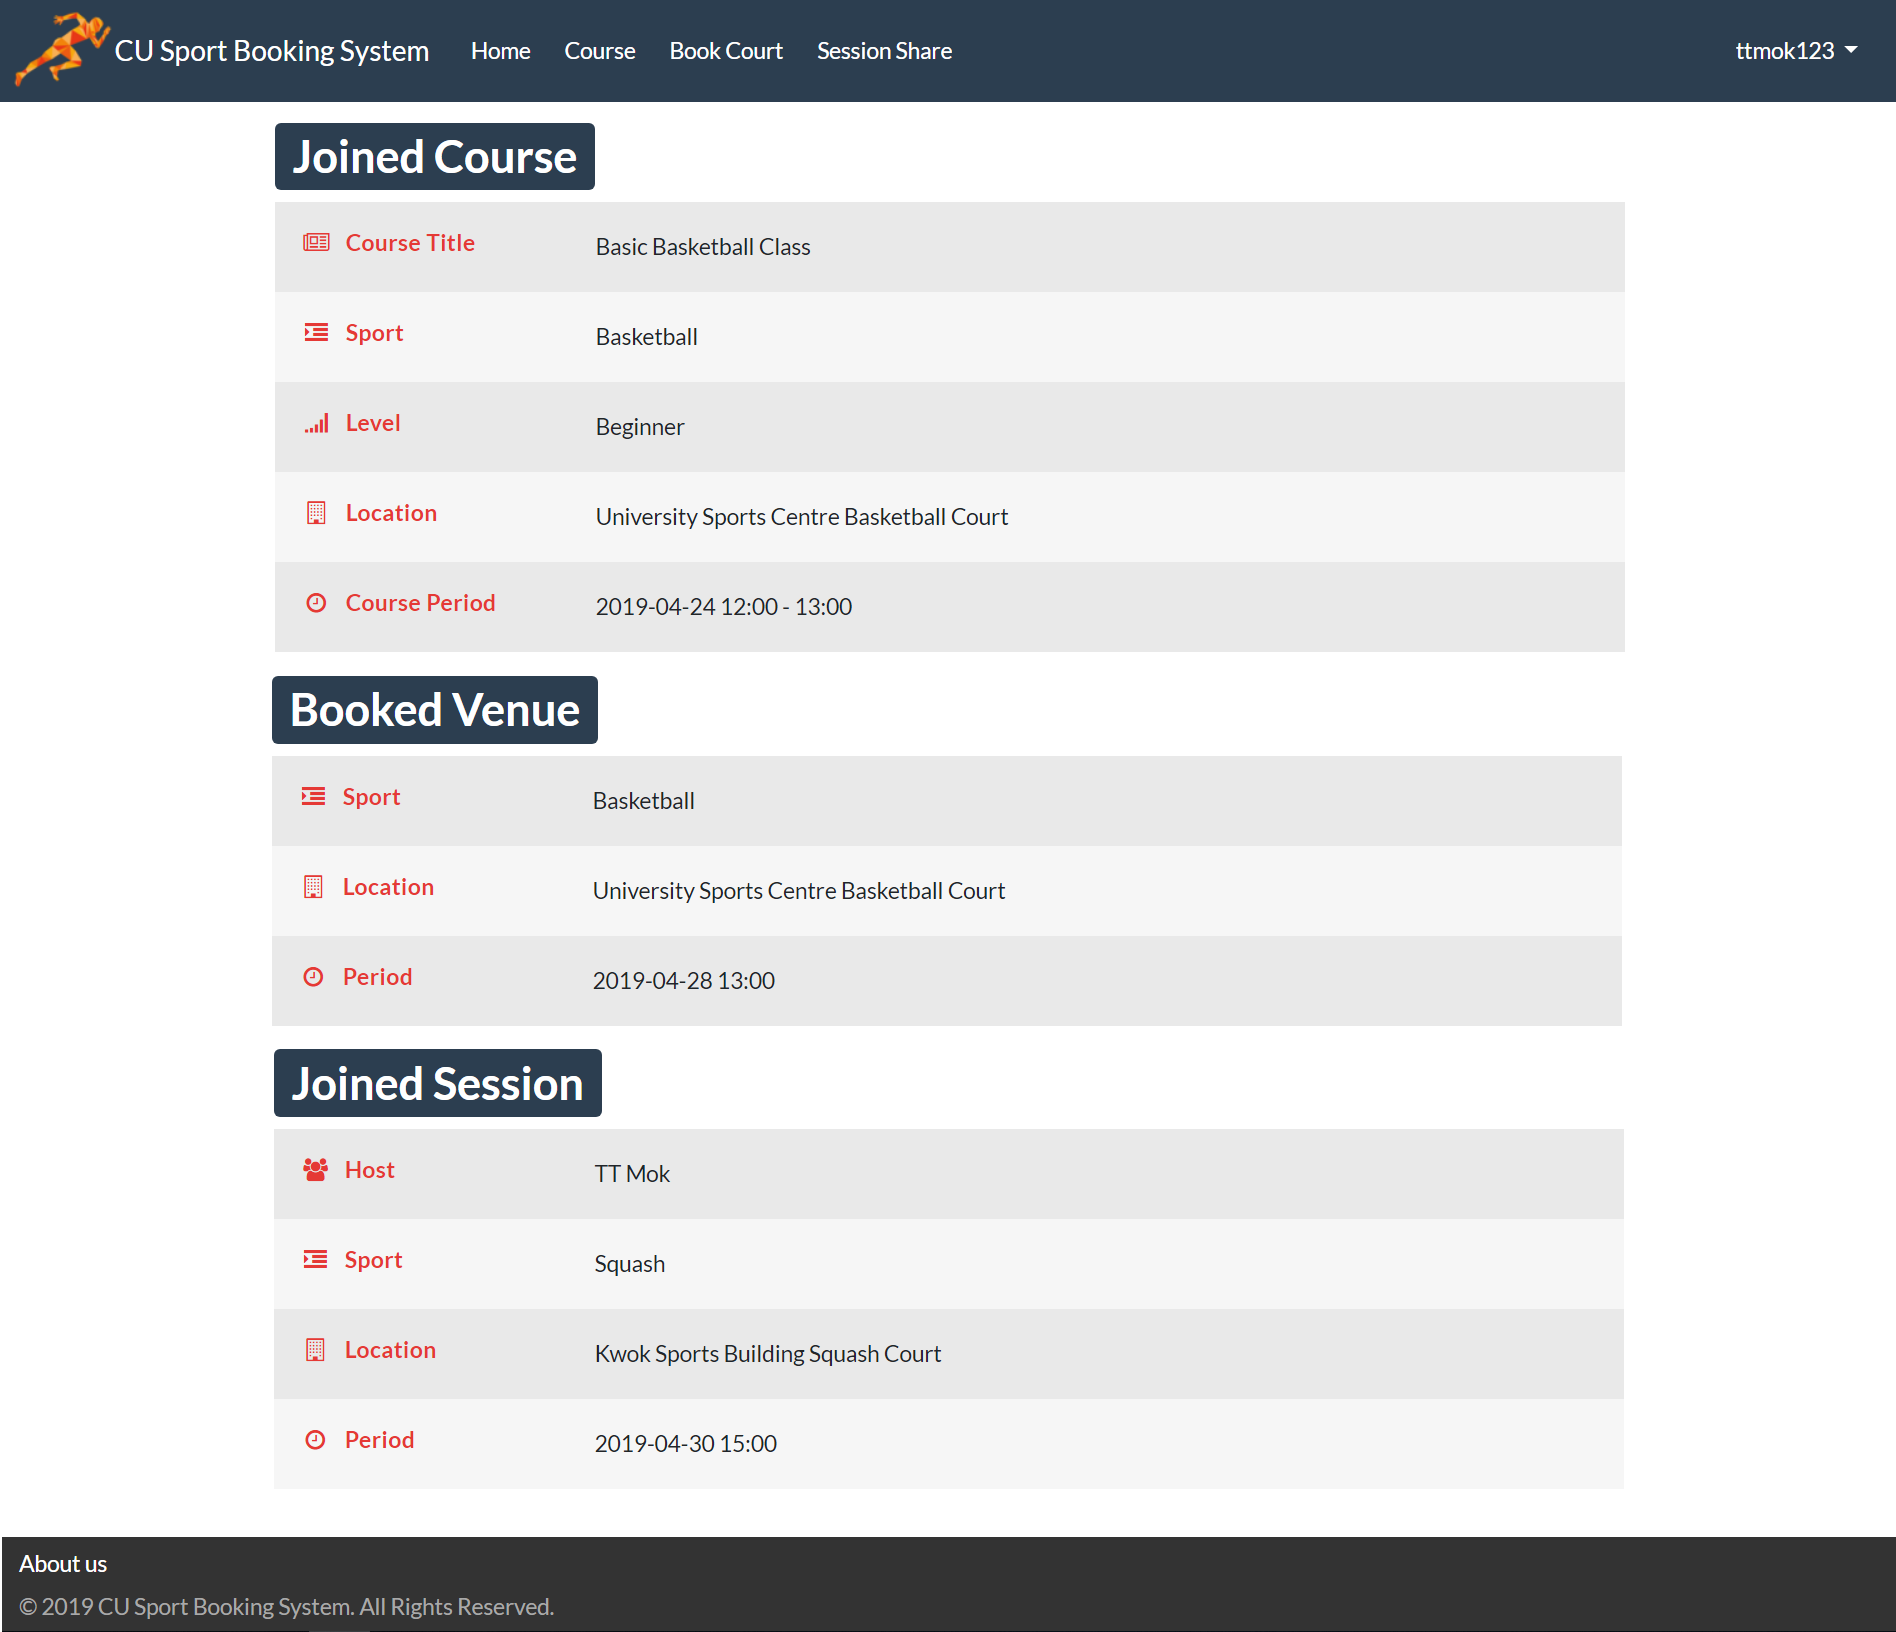 CU Sport Booking System Home Course Book Court Session Share ttmok123
Joined Course
Course Title Basic Basketball Class
Sport Basketball
Level Beginner
Location University Sports Centre Basketball Court
Course Period 2019-04-24 12:00 - 13:00
Booked Venue
Sport Basketball
Location University Sports Centre Basketball Court
Period 2019-04-28 13:00
Joined Session
Host TT Mok
Sport Squash
Location Kwok Sports Building Squash Court
Period 2019-04-30 15:00
About us
© 2019 CU Sport Booking System. All Rights Reserved.